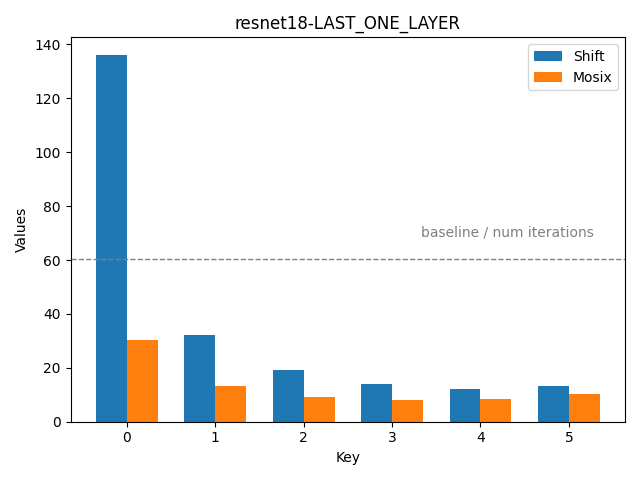 resnet18-LAST_ONE_LAYER
140
120
100
80
60
40
20
0
Values
Shift
Mosix
baseline / num iterations
0 1 2 3 4 5
Key